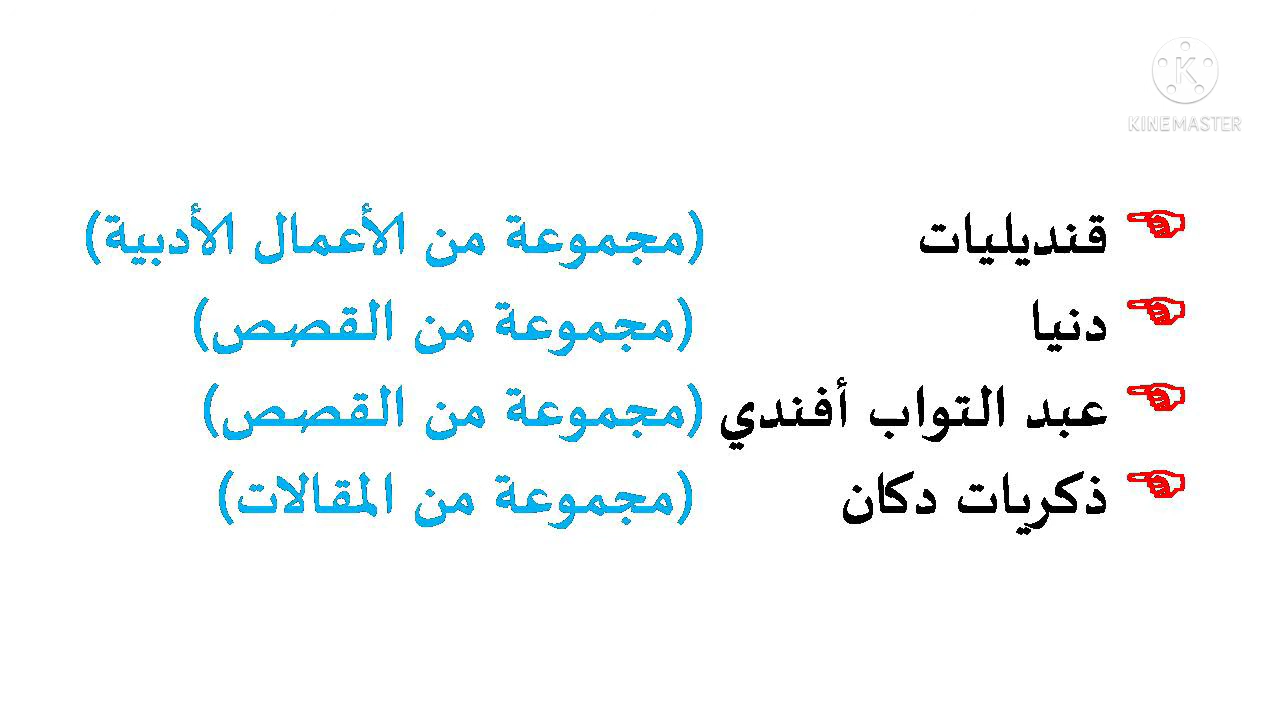 KINEMASTER
قنديليات (مجموعة من الأعمال الأدبية)
دنيا (مجموعة من القصص)
عبد التواب أفندي (مجموعة من القصص)
ذكريات دكان (مجموعة من المقالات)